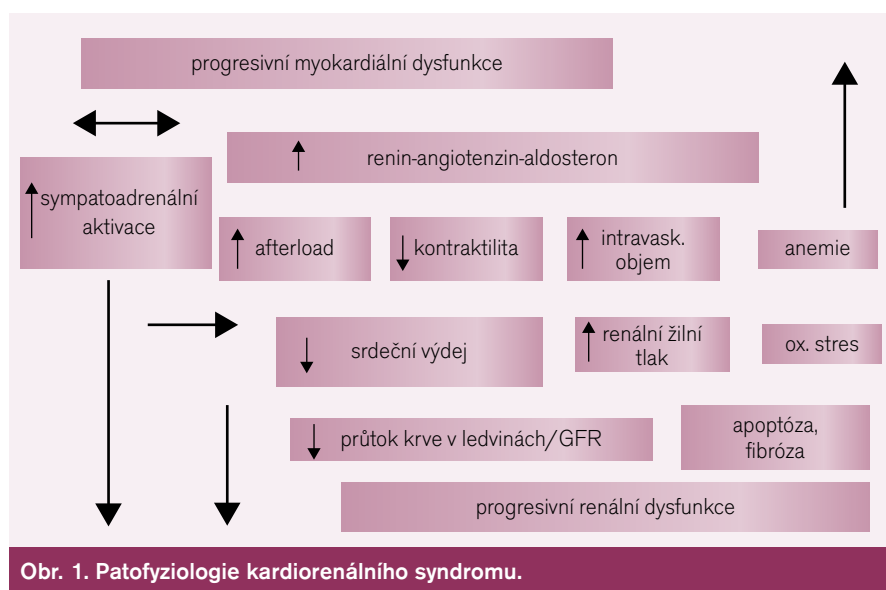 progresivní myokardiální dysfunkce
renin-angiotenzin-aldosteron
sympatoadrenální
aktivace
afterload
kontraktilita
intravask.
objem
anemie
srdeční výdej
renální žilní
tlak
ox. stres
průtok krve v ledvinách/GFR
apoptóza,
fibróza
progresivní renální dysfunkce
Obr. 1. Patofyziologie kardiorenálního syndromu.